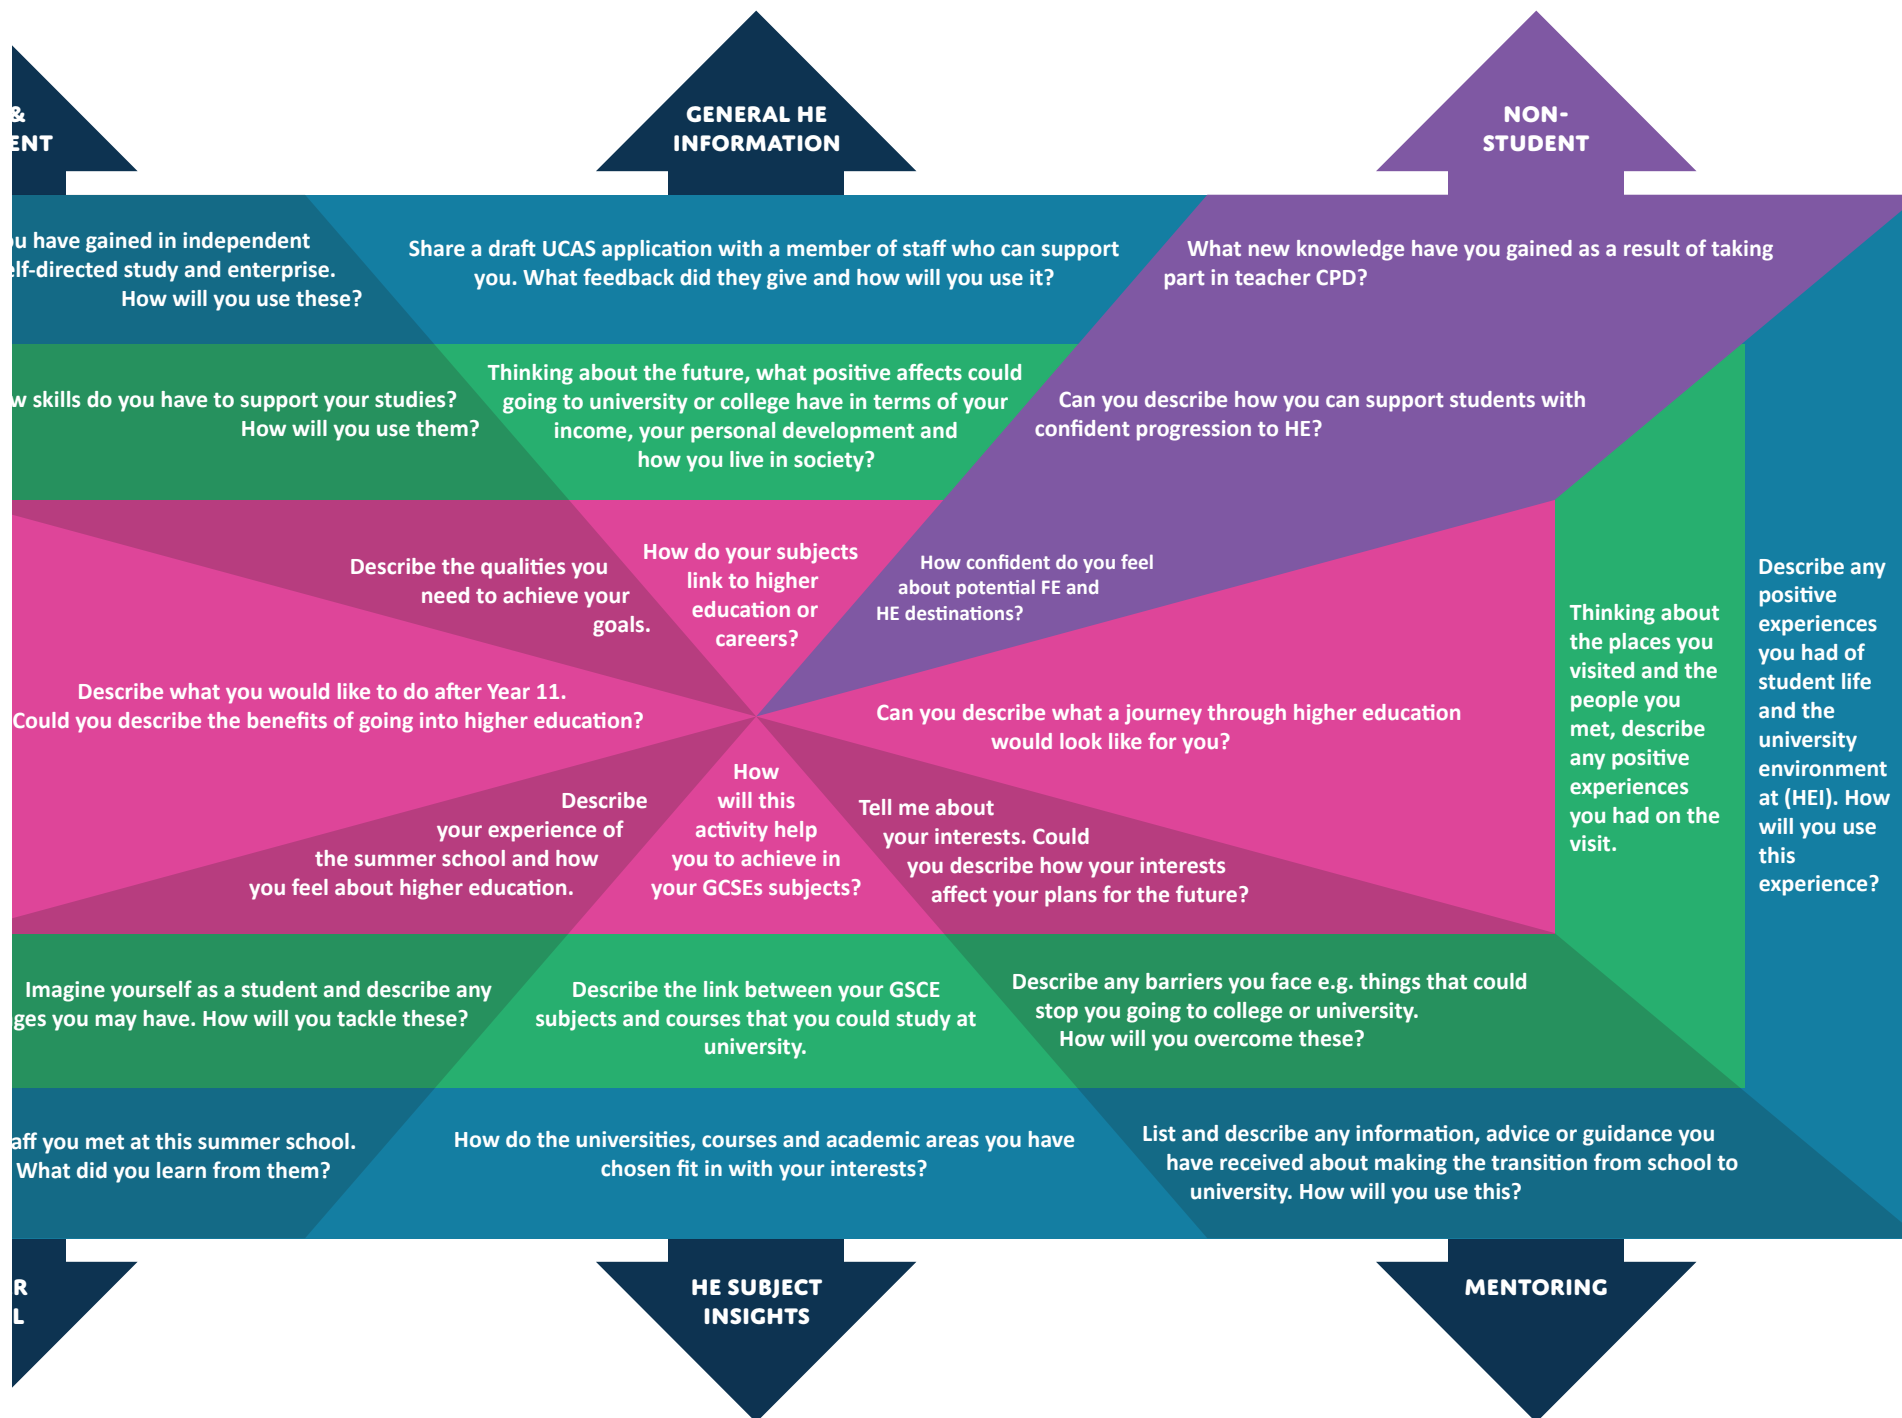 &
ENT
GENERAL HE
INFORMATION
NON-
STUDENT
u have gained in independent
elf-directed study and enterprise.
How will you use these?
Share a draft UCAS application with a member of staff who can support
you. What feedback did they give and how will you use it?
What new knowledge have you gained as a result of taking
part in teacher CPD?
w skills do you have to support your studies?
How will you use them?
Thinking about the future, what positive affects could
going to university or college have in terms of your
income, your personal development and
how you live in society?
Can you describe how you can support students with
confident progression to HE?
Describe the qualities you
need to achieve your
goals.
How do your subjects
link to higher
education or
careers?
How confident do you feel
about potential FE and
HE destinations?
Describe what you would like to do after Year 11.
Could you describe the benefits of going into higher education?
Can you describe what a journey through higher education
would look like for you?
Thinking about
the places you
visited and the
people you
met, describe
any positive
experiences
you had on the
visit.
Describe any
positive
experiences
you had of
student life
and the
university
environment
at (HEI). How
will you use
this
experience?
Describe
your experience of
the summer school and how
you feel about higher education.
How
will this
activity help
you to achieve in
your GCSEs subjects?
Tell me about
your interests. Could
you describe how your interests
affect your plans for the future?
Imagine yourself as a student and describe any
ges you may have. How will you tackle these?
Describe the link between your GSCE
subjects and courses that you could study at
university.
Describe any barriers you face e.g. things that could
stop you going to college or university.
How will you overcome these?
aff you met at this summer school.
What did you learn from them?
How do the universities, courses and academic areas you have
chosen fit in with your interests?
List and describe any information, advice or guidance you
have received about making the transition from school to
university. How will you use this?
R
L
HE SUBJECT
INSIGHTS
MENTORING